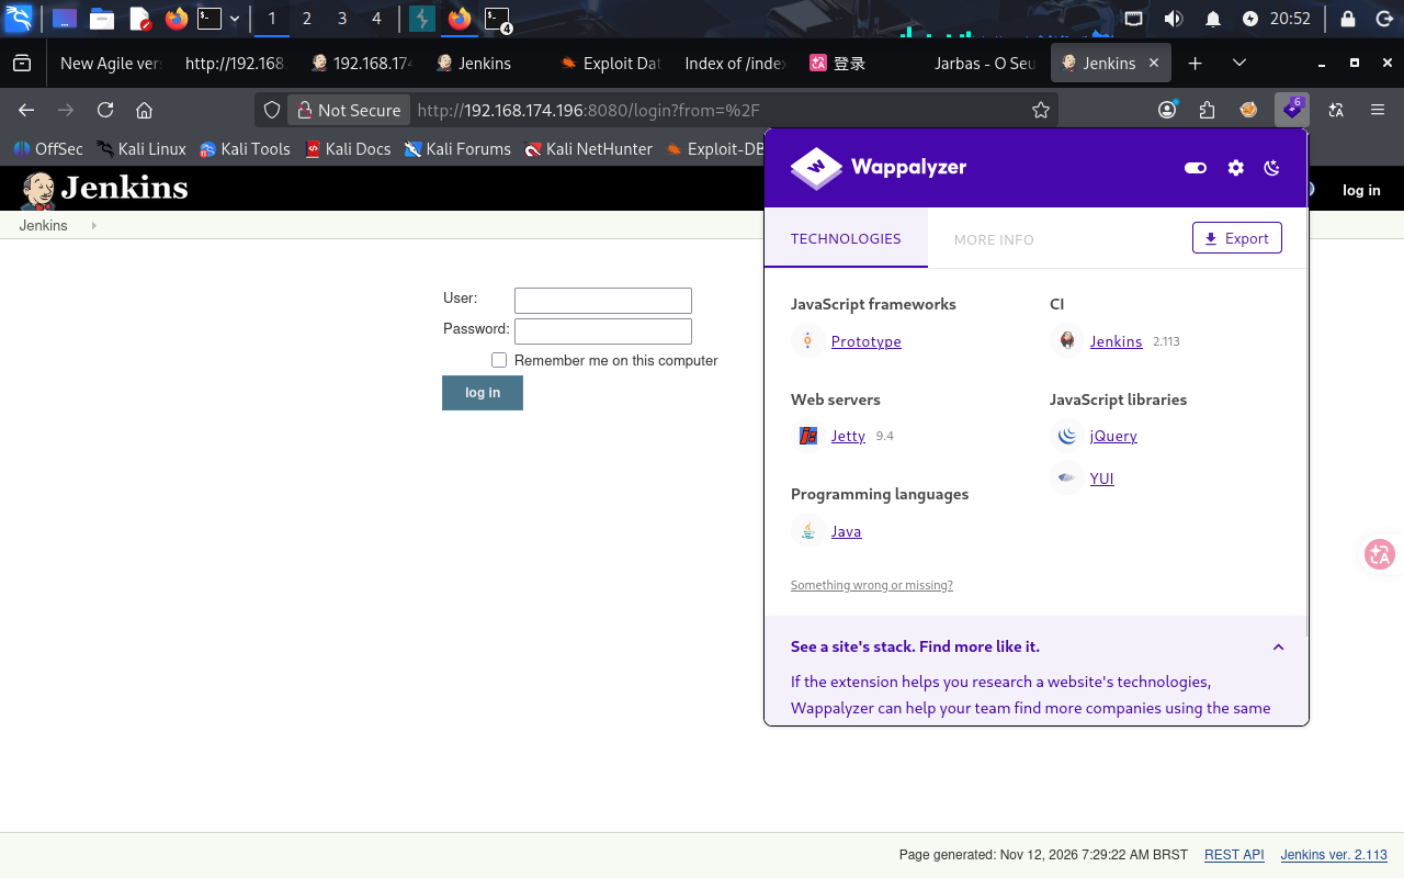 1 2 3 4 4 20:52
New Agile ver http://192.168. 192.168.174 Jenkins Exploit Dat Index of /inde 登录 Jarbas - O Seu Jenkins
Not Secure http://192.168.174.196:8080/login?from=%2F 6
OffSec Kali Linux Kali Tools Kali Docs Kali Forums Kali NetHunter Exploit-DB
Jenkins log in
Jenkins
User:
Password:
Remember me on this computer
log in
Wappalyzer
TECHNOLOGIES MORE INFO Export
JavaScript frameworks
Prototype
Web servers
Jetty 9.4
Programming languages
Java
CI
Jenkins 2.113
JavaScript libraries
jQuery
YUI
Something wrong or missing?
See a site's stack. Find more like it.
If the extension helps you research a website's technologies,
Wappalyzer can help your team find more companies using the same
Page generated: Nov 12, 2026 7:29:22 AM BRST REST API Jenkins ver. 2.113